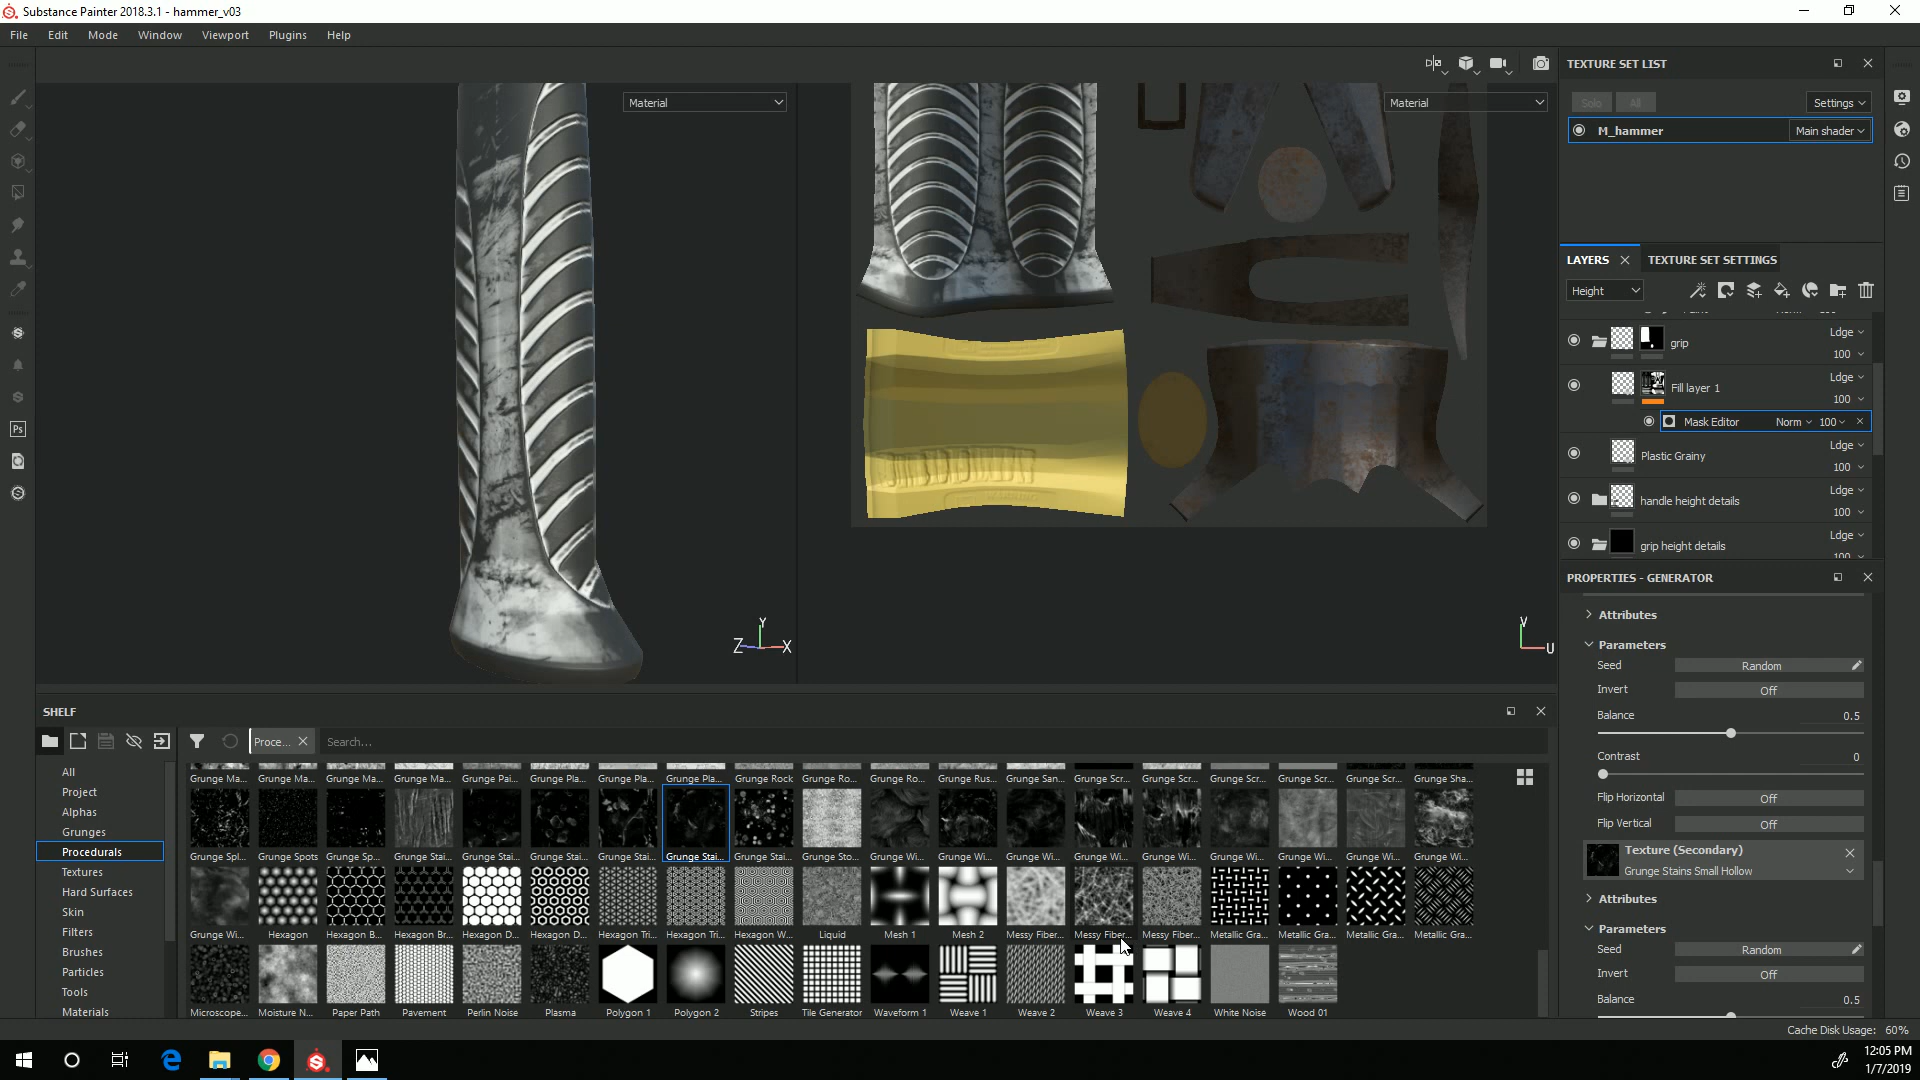 Substance Painter 2018.3.1 - hammer_v03
File Edit Mode Window Viewport Plugins Help
Material
Material
TEXTURE SET LIST
Solo All Settings
M_hammer Main shader
LAYERS TEXTURE SET SETTINGS
Height
grip Ldge 100
Fill layer 1 Ldge 100
Mask Editor Norm 100
Plastic Grainy Ldge 100
handle height details Ldge 100
grip height details Ldge 100
PROPERTIES - GENERATOR
Attributes
Parameters
Seed Random
Invert Off
Balance 0.5
Contrast 0
Flip Horizontal Off
Flip Vertical Off
Texture (Secondary)
Grunge Stains Small Hollow
Attributes
Parameters
Seed Random
Invert Off
Balance 0.5
Y
Z X
V
U
Ps
SHELF
Proce... Search...
All
Project
Alphas
Grunges
Procedurals
Textures
Hard Surfaces
Skin
Filters
Brushes
Particles
Tools
Materials
Grunge Ma... Grunge Ma... Grunge Ma... Grunge Ma... Grunge Pai... Grunge Pla... Grunge Pla... Grunge Pla... Grunge Rock Grunge Ro... Grunge Ro... Grunge Rus... Grunge San... Grunge Scr... Grunge Scr... Grunge Scr... Grunge Scr... Grunge Scr... Grunge Sha...
Grunge Spl... Grunge Spots Grunge Sp... Grunge Stai... Grunge Stai... Grunge Stai... Grunge Stai... Grunge Stai... Grunge Stai... Grunge Sto... Grunge Wi... Grunge Wi... Grunge Wi... Grunge Wi... Grunge Wi... Grunge Wi... Grunge Wi... Grunge Wi... Grunge Wi...
Grunge Wi... Hexagon Hexagon B... Hexagon Br... Hexagon D... Hexagon D... Hexagon Tri... Hexagon Tri... Hexagon W... Liquid Mesh 1 Mesh 2 Messy Fiber... Messy Fiber... Messy Fiber... Metallic Gra... Metallic Gra... Metallic Gra... Metallic Gra...
Microscope... Moisture N... Paper Path Pavement Perlin Noise Plasma Polygon 1 Polygon 2 Stripes Tile Generator Waveform 1 Weave 1 Weave 2 Weave 3 Weave 4 White Noise Wood 01
Cache Disk Usage: 60%
12:05 PM
1/7/2019